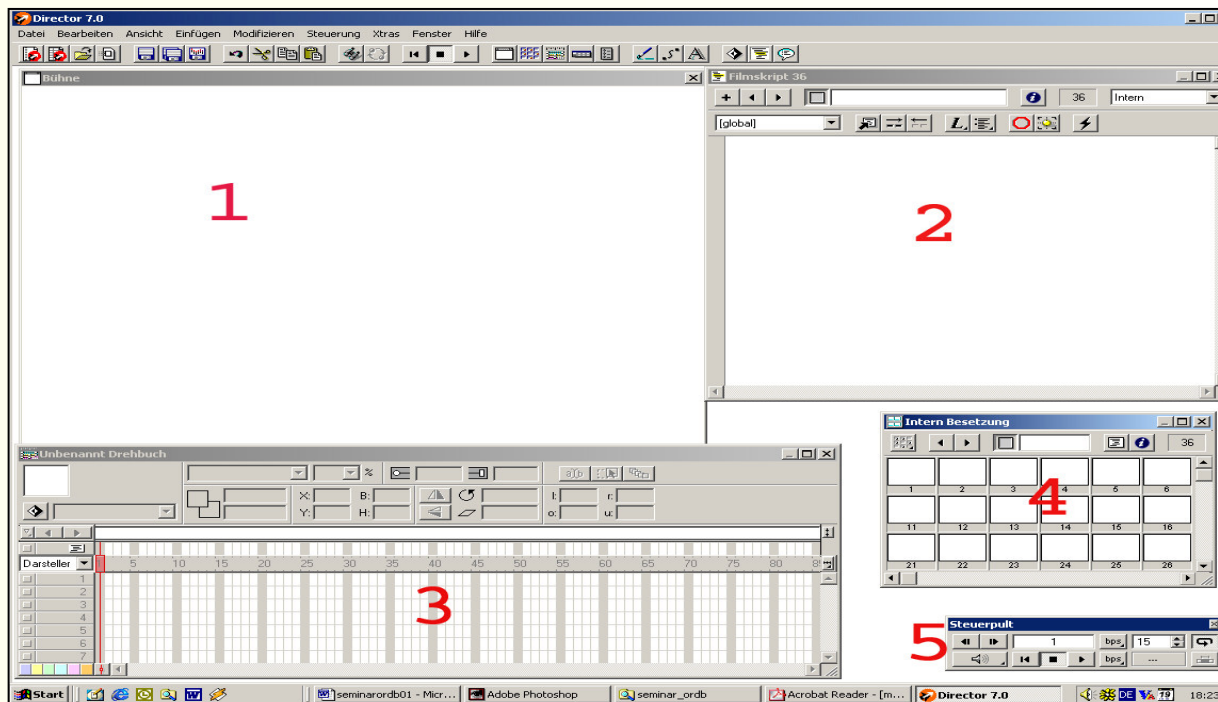 Director 7.0
Datei Bearbeiten Ansicht Einfügen Modifizieren Steuerung Xtras Fenster Hilfe
Bühne
1
Filmskript 36
36 Intern
[global]
2
Unbenannt Drehbuch
%
X: B: l: r:
Y: H: o: u:
Darsteller 5 10 15 20 25 30 35 40 45 50 55 60 65 70 75 80
1
2
3
4
5
6
7
3
Intern Besetzung
36
1 2 3 4 5 6
11 12 13 14 15 16
21 22 23 24 25 26
4
5
Steuerpult
1 bps 15
bps ...
Start seminarordb01 - Micr... Adobe Photoshop seminar_ordb Acrobat Reader - [m... Director 7.0 DE 19 18:23